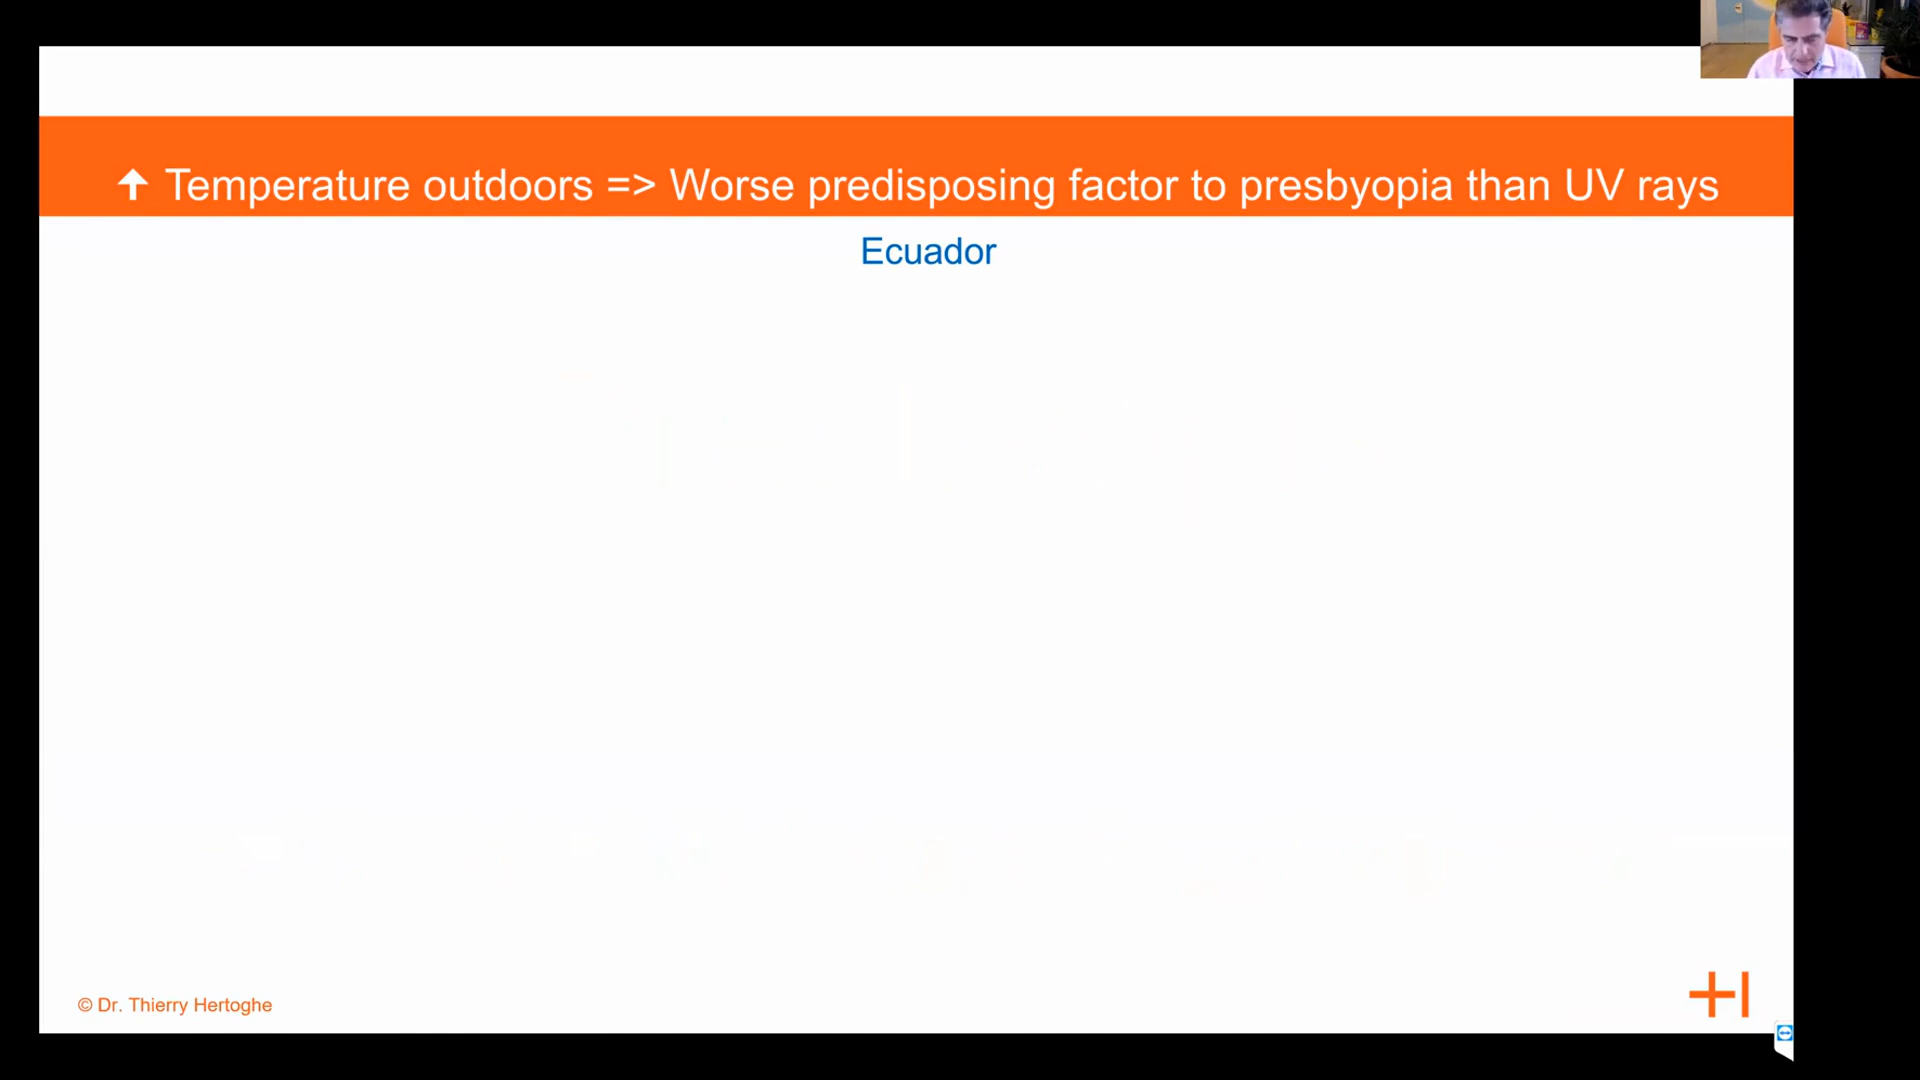 ↑ Temperature outdoors => Worse predisposing factor to presbyopia than UV rays
Ecuador
© Dr. Thierry Hertoghe